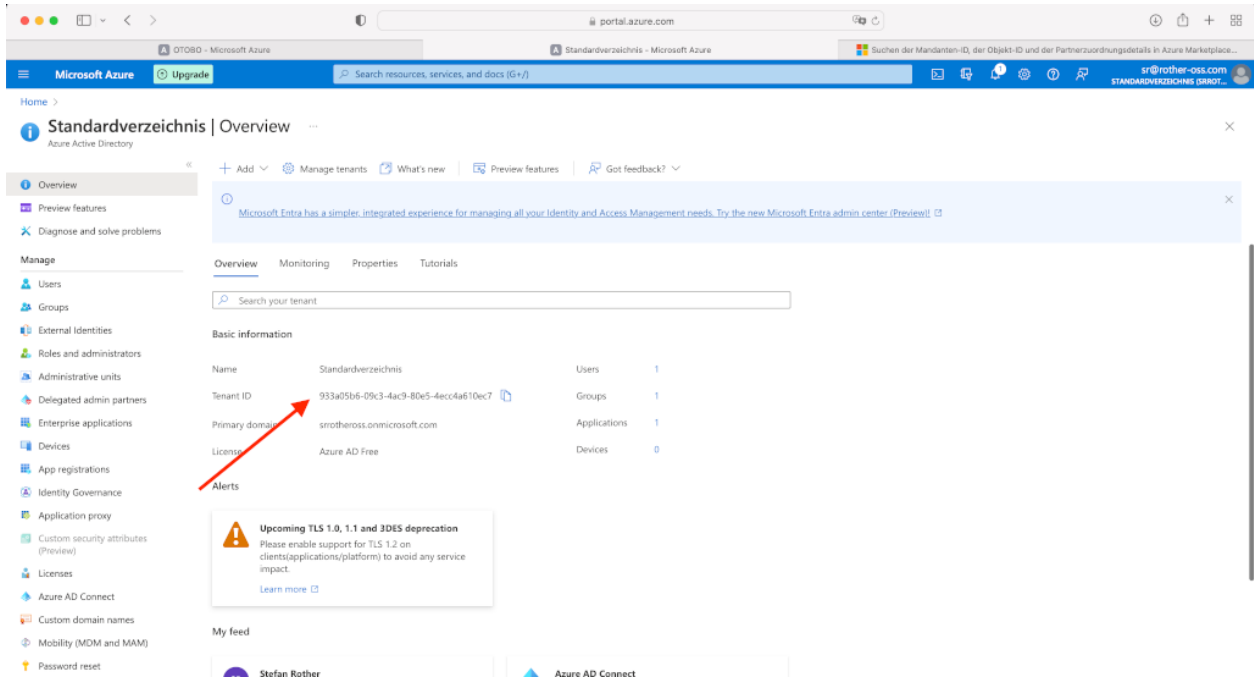 portal.azure.com
OTOBO - Microsoft Azure
Standardverzeichnis - Microsoft Azure
Suchen der Mandanten-ID, der Objekt-ID und der Partnerzuordnungsdetails in Azure Marketplace...
Microsoft Azure
Upgrade
Search resources, services, and docs (G+/)
sr@rother-oss.com
STANDARDVERZEICHNIS (SRROT...
Home >
Standardverzeichnis | Overview ...
Azure Active Directory
Add
Manage tenants
What's new
Preview features
Got feedback?
Overview
Preview features
Diagnose and solve problems
Manage
Users
Groups
External Identities
Roles and administrators
Administrative units
Delegated admin partners
Enterprise applications
Devices
App registrations
Identity Governance
Application proxy
Custom security attributes
(Preview)
Licenses
Azure AD Connect
Custom domain names
Mobility (MDM and MAM)
Password reset
Microsoft Entra has a simpler, integrated experience for managing all your Identity and Access Management needs. Try the new Microsoft Entra admin center (Preview)!
Overview
Monitoring
Properties
Tutorials
Search your tenant
Basic information
Name
Standardverzeichnis
Users
1
Tenant ID
933a05b6-09c3-4ac9-80e5-4ecc4a610ec7
Groups
1
Primary domain
srrotheross.onmicrosoft.com
Applications
1
License
Azure AD Free
Devices
0
Alerts
Upcoming TLS 1.0, 1.1 and 3DES deprecation
Please enable support for TLS 1.2 on
clients(applications/platform) to avoid any service
impact.
Learn more
My feed
Stefan Rother
Azure AD Connect